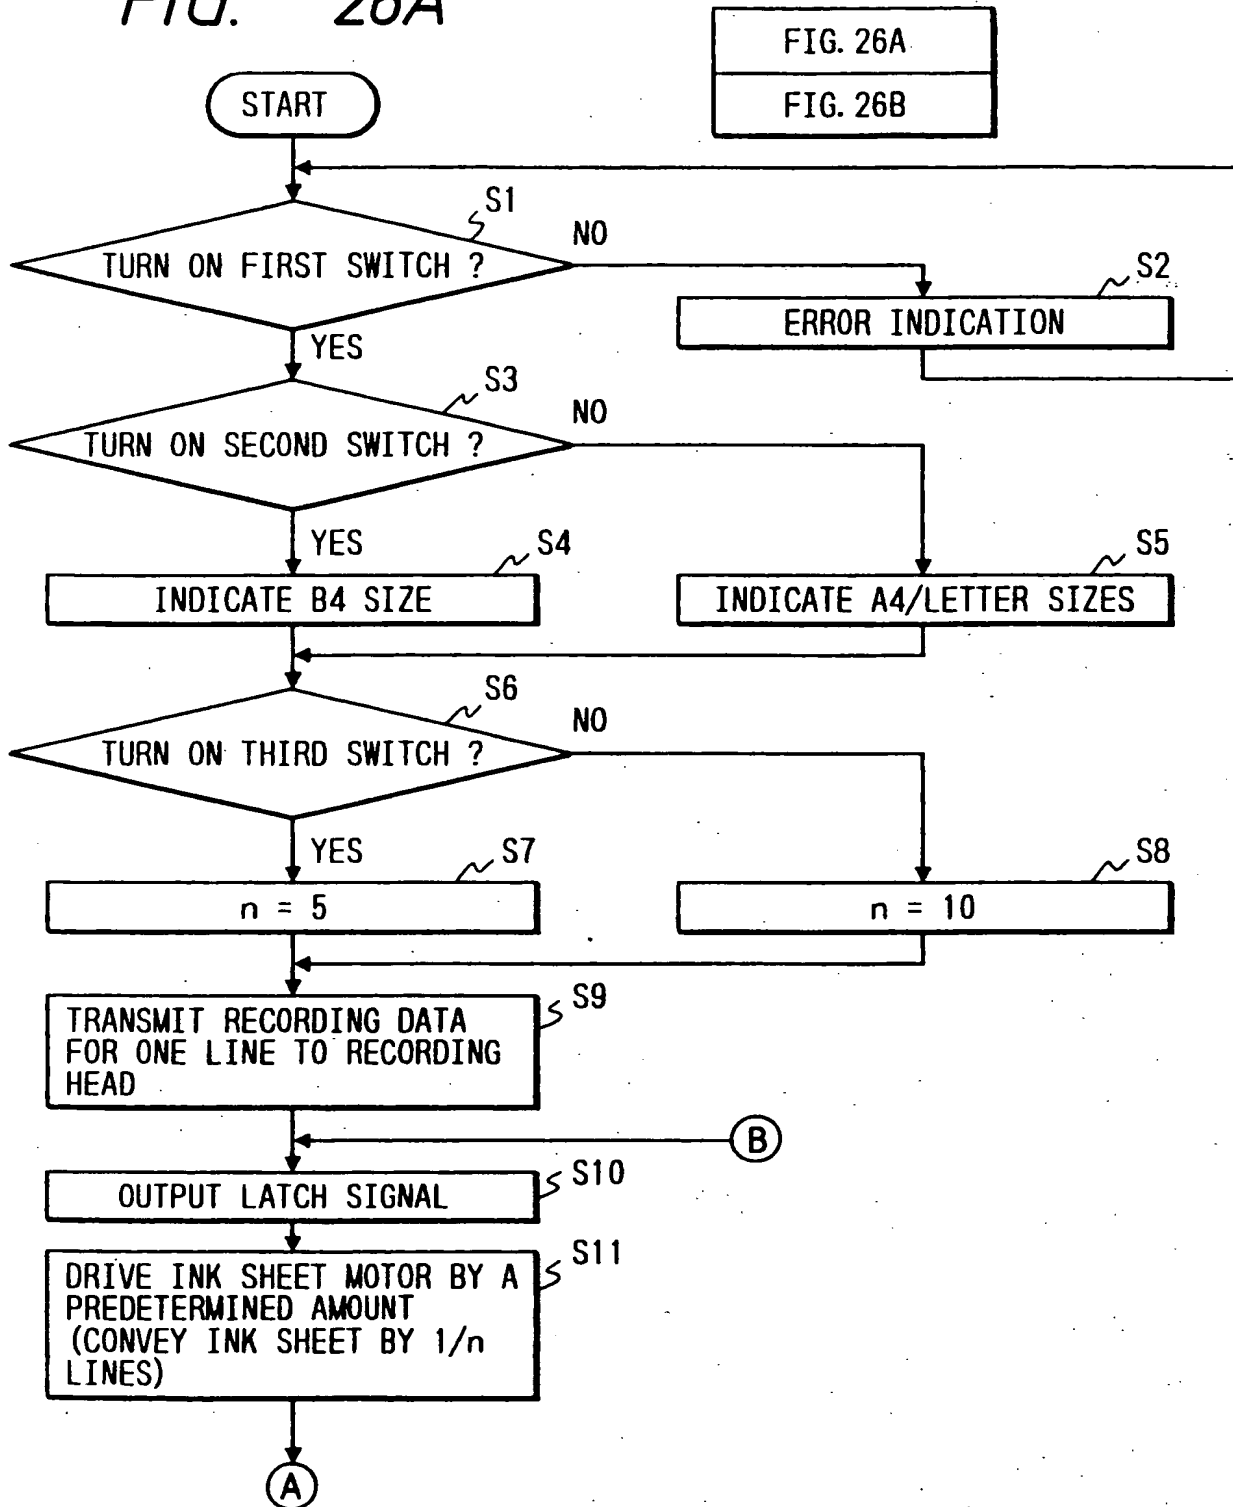 FIG. 26A
FIG. 26A
FIG. 26B
START
S1
TURN ON FIRST SWITCH ?
NO
S2
ERROR INDICATION
YES
S3
TURN ON SECOND SWITCH ?
NO
YES
S4
INDICATE B4 SIZE
S5
INDICATE A4/LETTER SIZES
S6
TURN ON THIRD SWITCH ?
NO
YES
S7
n = 5
S8
n = 10
S9
TRANSMIT RECORDING DATA
FOR ONE LINE TO RECORDING
HEAD
B
S10
OUTPUT LATCH SIGNAL
S11
DRIVE INK SHEET MOTOR BY A
PREDETERMINED AMOUNT
(CONVEY INK SHEET BY 1/n
LINES)
A